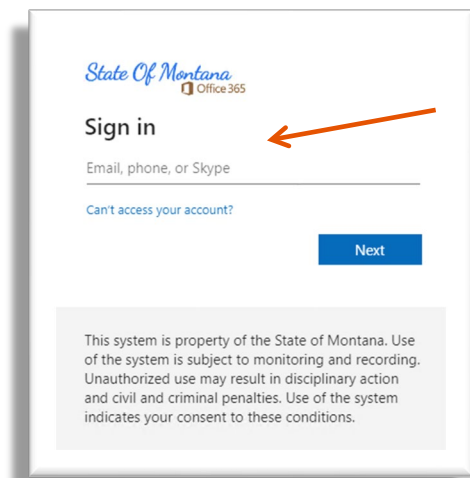 State Of Montana
Office 365
Sign in
Email, phone, or Skype
Can't access your account?
Next
This system is property of the State of Montana. Use
of the system is subject to monitoring and recording.
Unauthorized use may result in disciplinary action
and civil and criminal penalties. Use of the system
indicates your consent to these conditions.